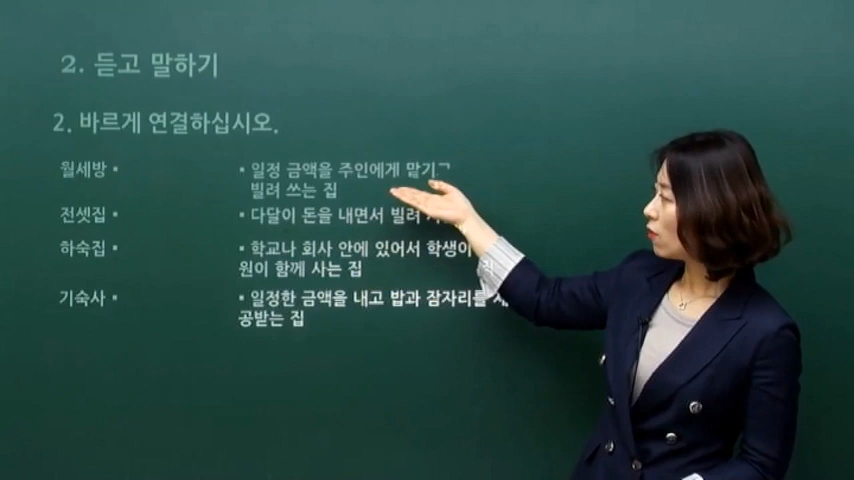 2. 듣고 말하기
2. 바르게 연결하십시오.
월세방 ▪ ▪ 일정 금액을 주인에게 맡기고
빌려 쓰는 집
전셋집 ▪ ▪ 다달이 돈을 내면서 빌려
하숙집 ▪ ▪ 학교나 회사 안에 있어서 학생이
원이 함께 사는 집
기숙사 ▪ ▪ 일정한 금액을 내고 밥과 잠자리를
공받는 집